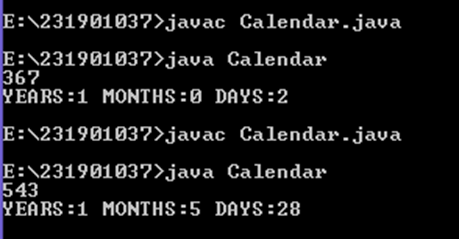 E:\231901037>javac Calendar.java
E:\231901037>java Calendar
367
YEARS:1 MONTHS:0 DAYS:2
E:\231901037>javac Calendar.java
E:\231901037>java Calendar
543
YEARS:1 MONTHS:5 DAYS:28